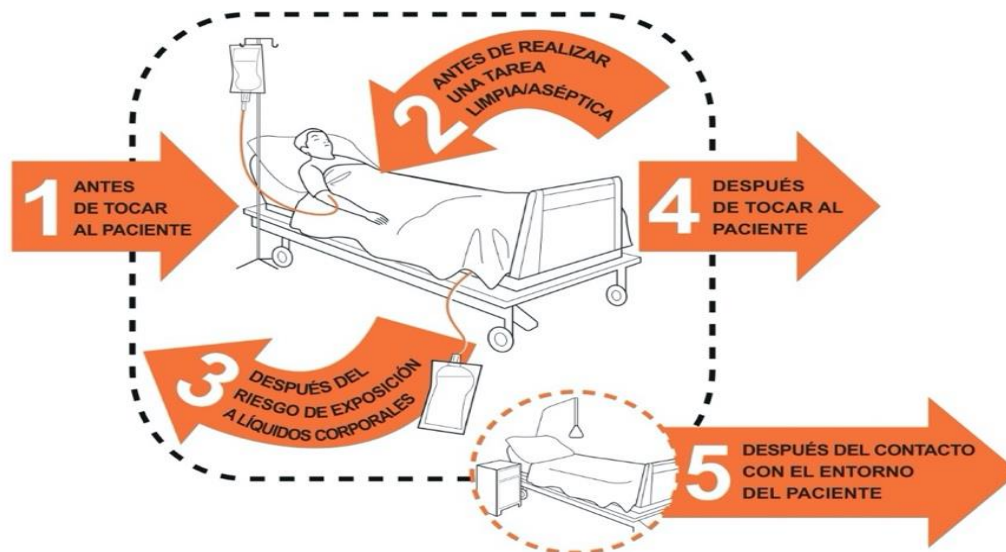 1
ANTES
DE TOCAR
AL PACIENTE
2
ANTES DE REALIZAR
UNA TAREA
LIMPIA/ASÉPTICA
3
DESPUÉS DEL
RIESGO DE EXPOSICIÓN
A LÍQUIDOS CORPORALES
4
DESPUÉS
DE TOCAR AL
PACIENTE
5
DESPUÉS DEL CONTACTO
CON EL ENTORNO
DEL PACIENTE